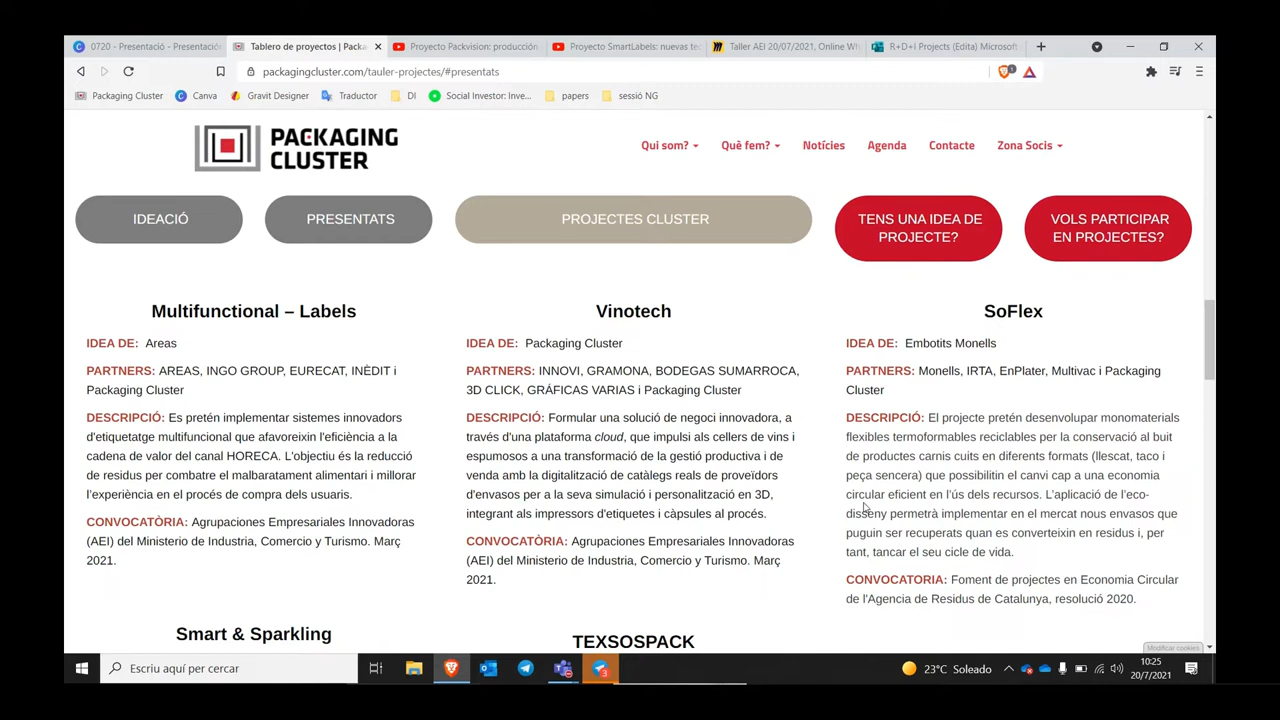 0720 - Presentació - Presentació
Tablero de proyectos | Packa
Proyecto Packvision: producción
Proyecto SmartLabels: nuevas tec
Taller AEI 20/07/2021, Online Wh
R+D+I Projects (Edita) Microsoft
packagingcluster.com/tauler-projectes/#presentats
Packaging Cluster
Canva
Gravit Designer
Traductor
DI
Social Investor: Inve...
papers
sessió NG
PACKAGING
CLUSTER
Qui som?
Què fem?
Notícies
Agenda
Contacte
Zona Socis
IDEACIÓ
PRESENTATS
PROJECTES CLUSTER
TENS UNA IDEA DE
PROJECTE?
VOLS PARTICIPAR
EN PROJECTES?
Multifunctional – Labels
IDEA DE: Areas
PARTNERS: AREAS, INGO GROUP, EURECAT, INÈDIT i
Packaging Cluster
DESCRIPCIÓ: Es pretén implementar sistemes innovadors
d'etiquetatge multifuncional que afavoreixin l'eficiència a la
cadena de valor del canal HORECA. L'objectiu és la reducció
de residus per combatre el malbaratament alimentari i millorar
l'experiència en el procés de compra dels usuaris.
CONVOCATÒRIA: Agrupaciones Empresariales Innovadoras
(AEI) del Ministerio de Industria, Comercio y Turismo. Març
2021.
Vinotech
IDEA DE: Packaging Cluster
PARTNERS: INNOVI, GRAMONA, BODEGAS SUMARROCA,
3D CLICK, GRÁFICAS VARIAS i Packaging Cluster
DESCRIPCIÓ: Formular una solució de negoci innovadora, a
través d'una plataforma cloud, que impulsi als cellers de vins i
espumosos a una transformació de la gestió productiva i de
venda amb la digitalització de catàlegs reals de proveïdors
d'envasos per a la seva simulació i personalització en 3D,
integrant als impressors d'etiquetes i càpsules al procés.
CONVOCATÒRIA: Agrupaciones Empresariales Innovadoras
(AEI) del Ministerio de Industria, Comercio y Turismo. Març
2021.
SoFlex
IDEA DE: Embotits Monells
PARTNERS: Monells, IRTA, EnPlater, Multivac i Packaging
Cluster
DESCRIPCIÓ: El projecte pretén desenvolupar monomaterials
flexibles termoformables reciclables per la conservació al buit
de productes carnis cuits en diferents formats (llescat, taco i
peça sencera) que possibilitin el canvi cap a una economia
circular eficient en l'ús dels recursos. L'aplicació de l'eco-
disseny permetrà implementar en el mercat nous envasos que
puguin ser recuperats quan es converteixin en residus i, per
tant, tancar el seu cicle de vida.
CONVOCATORIA: Foment de projectes en Economia Circular
de l'Agencia de Residus de Catalunya, resolució 2020.
Smart & Sparkling
TEXSOSPACK
Modificar cookies
Escriu aquí per cercar
23°C Soleado
10:25
20/7/2021